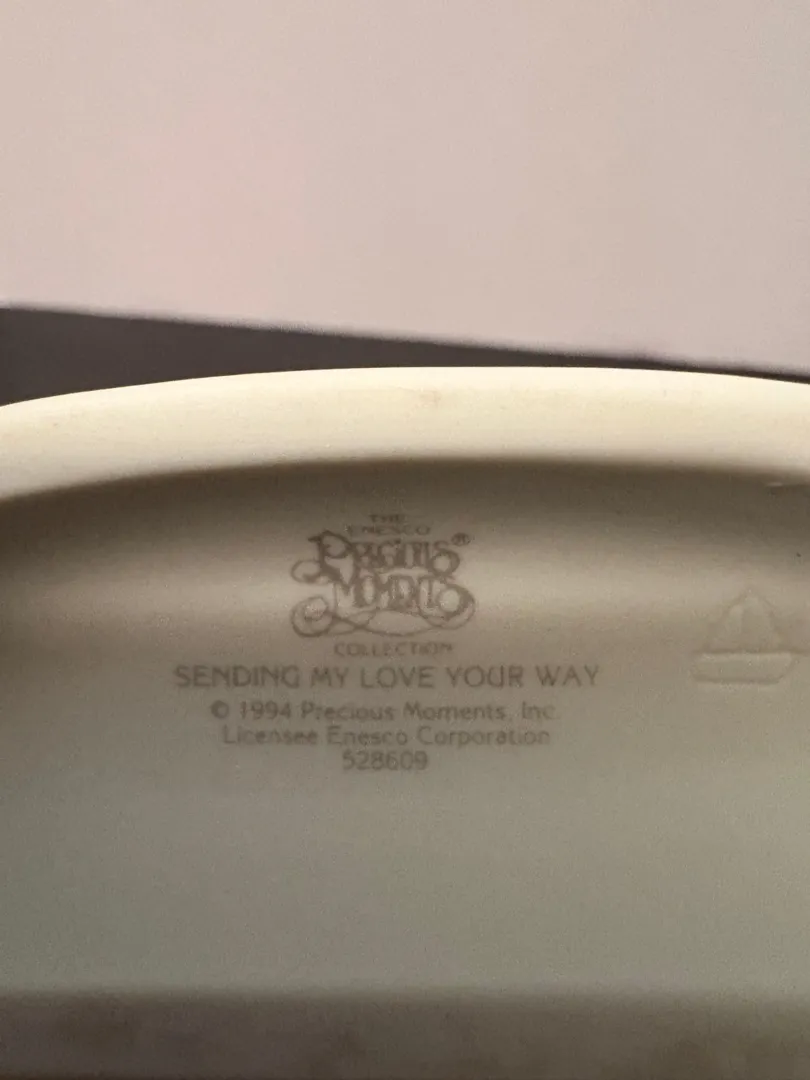 THE
ENESCO
PRECIOUS®
MOMENTS
COLLECTION
SENDING MY LOVE YOUR WAY
© 1994 Precious Moments, Inc.
Licensee Enesco Corporation
528609